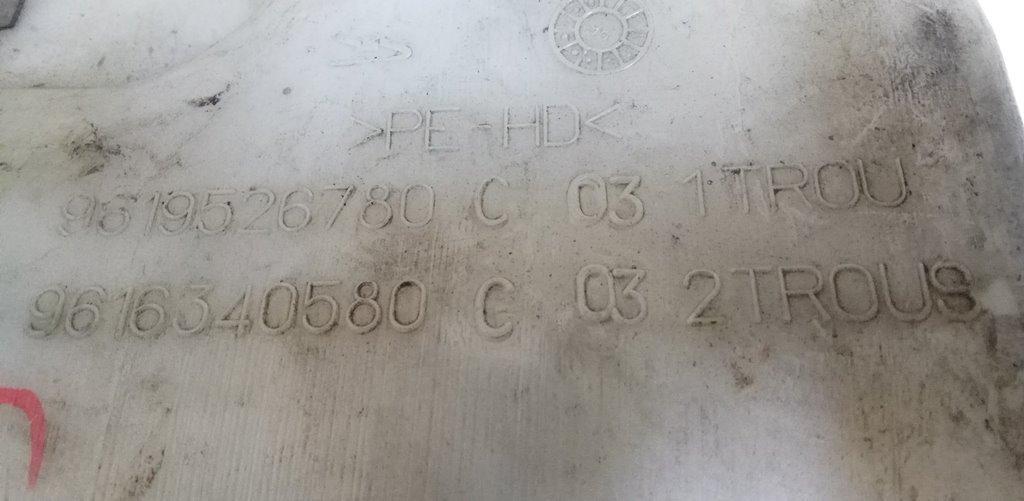 >PE-HD<
9619526780 C 03 1TROU
9616340580 C 03 2TROUS